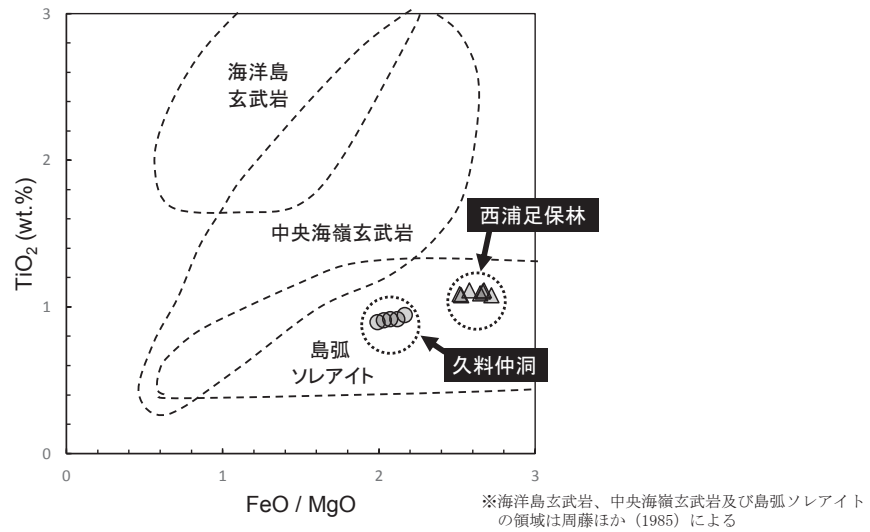 3
海洋島
玄武岩
2
TiO₂ (wt.%)
西浦足保林
中央海嶺玄武岩
1
島弧
ソレアイト
久料仲洞
0
0
1
2
3
FeO / MgO
※海洋島玄武岩、中央海嶺玄武岩及び島弧ソレアイト
の領域は周藤ほか（1985）による